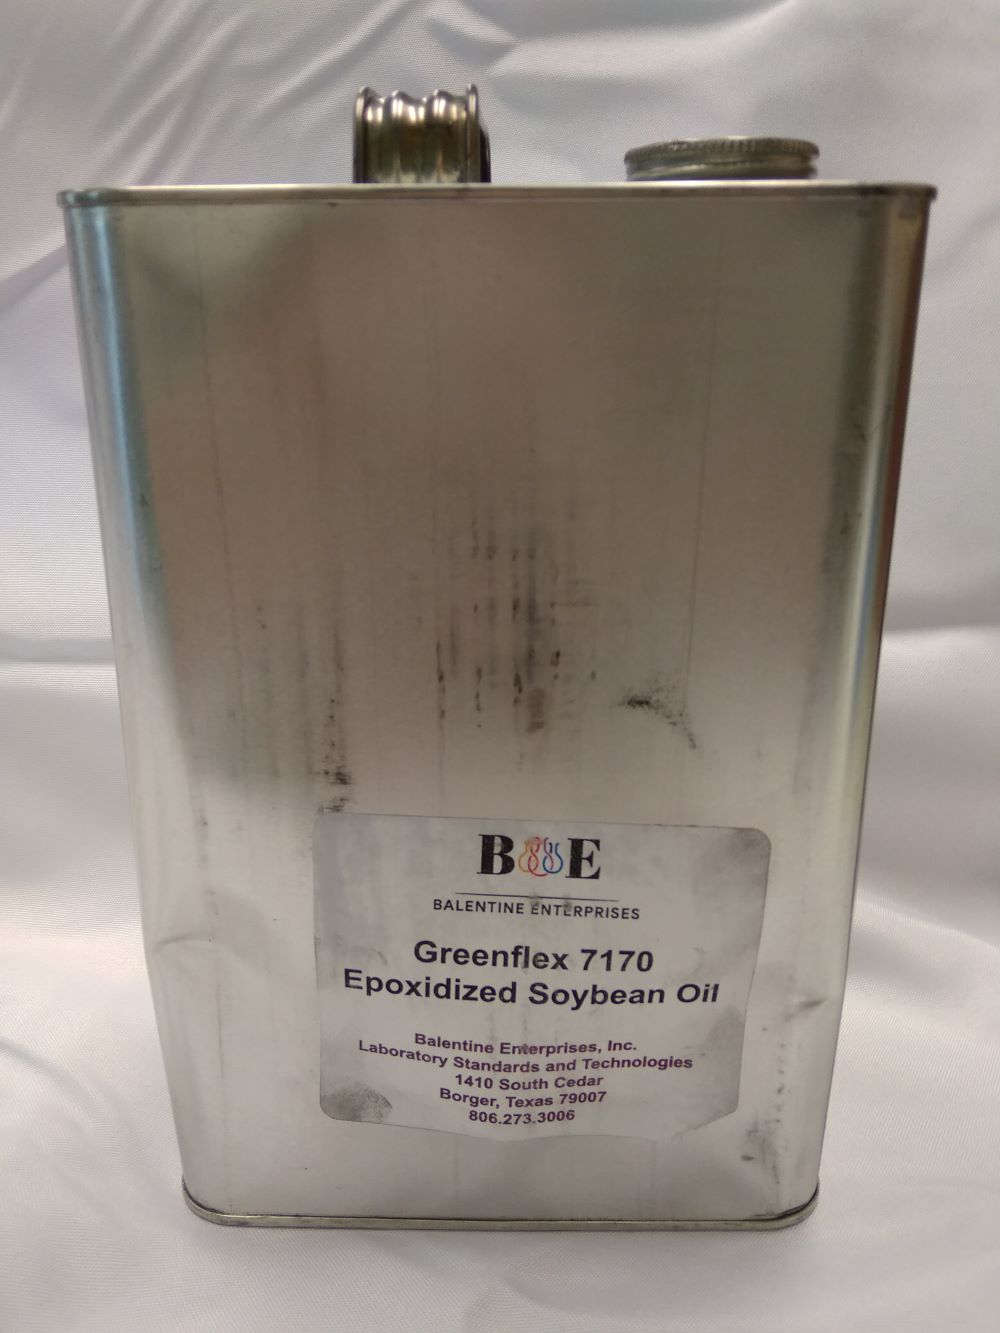 B E
BALENTINE ENTERPRISES
Greenflex 7170
Epoxidized Soybean Oil
Balentine Enterprises, Inc.
Laboratory Standards and Technologies
1410 South Cedar
Borger, Texas 79007
806.273.3006